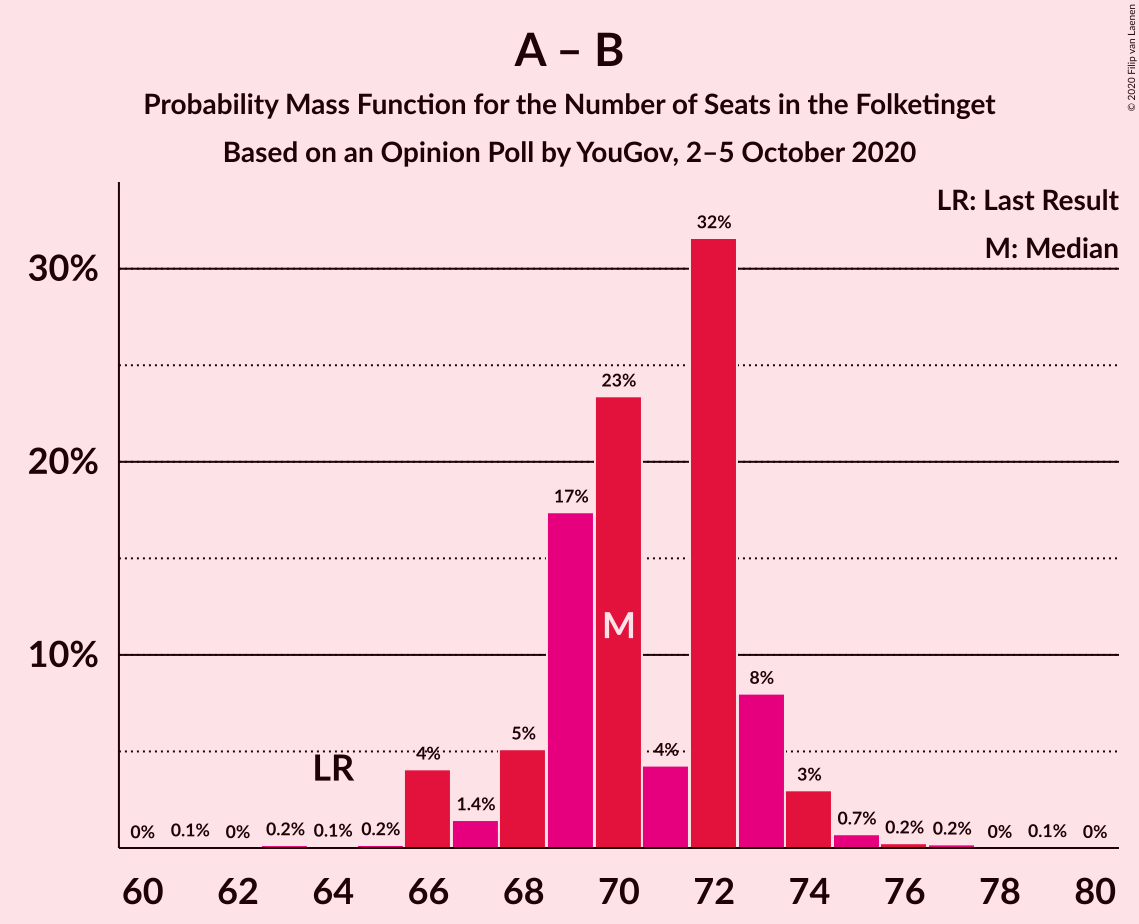 A – B
Probability Mass Function for the Number of Seats in the Folketinget
Based on an Opinion Poll by YouGov, 2–5 October 2020
© 2020 Filip van Laenen
LR: Last Result
M: Median
30%
20%
10%
0%
0.1%
0%
0.2%
0.1%
0.2%
4%
1.4%
5%
17%
23%
4%
32%
8%
3%
0.7%
0.2%
0.2%
0%
0.1%
0%
LR
M
60 62 64 66 68 70 72 74 76 78 80